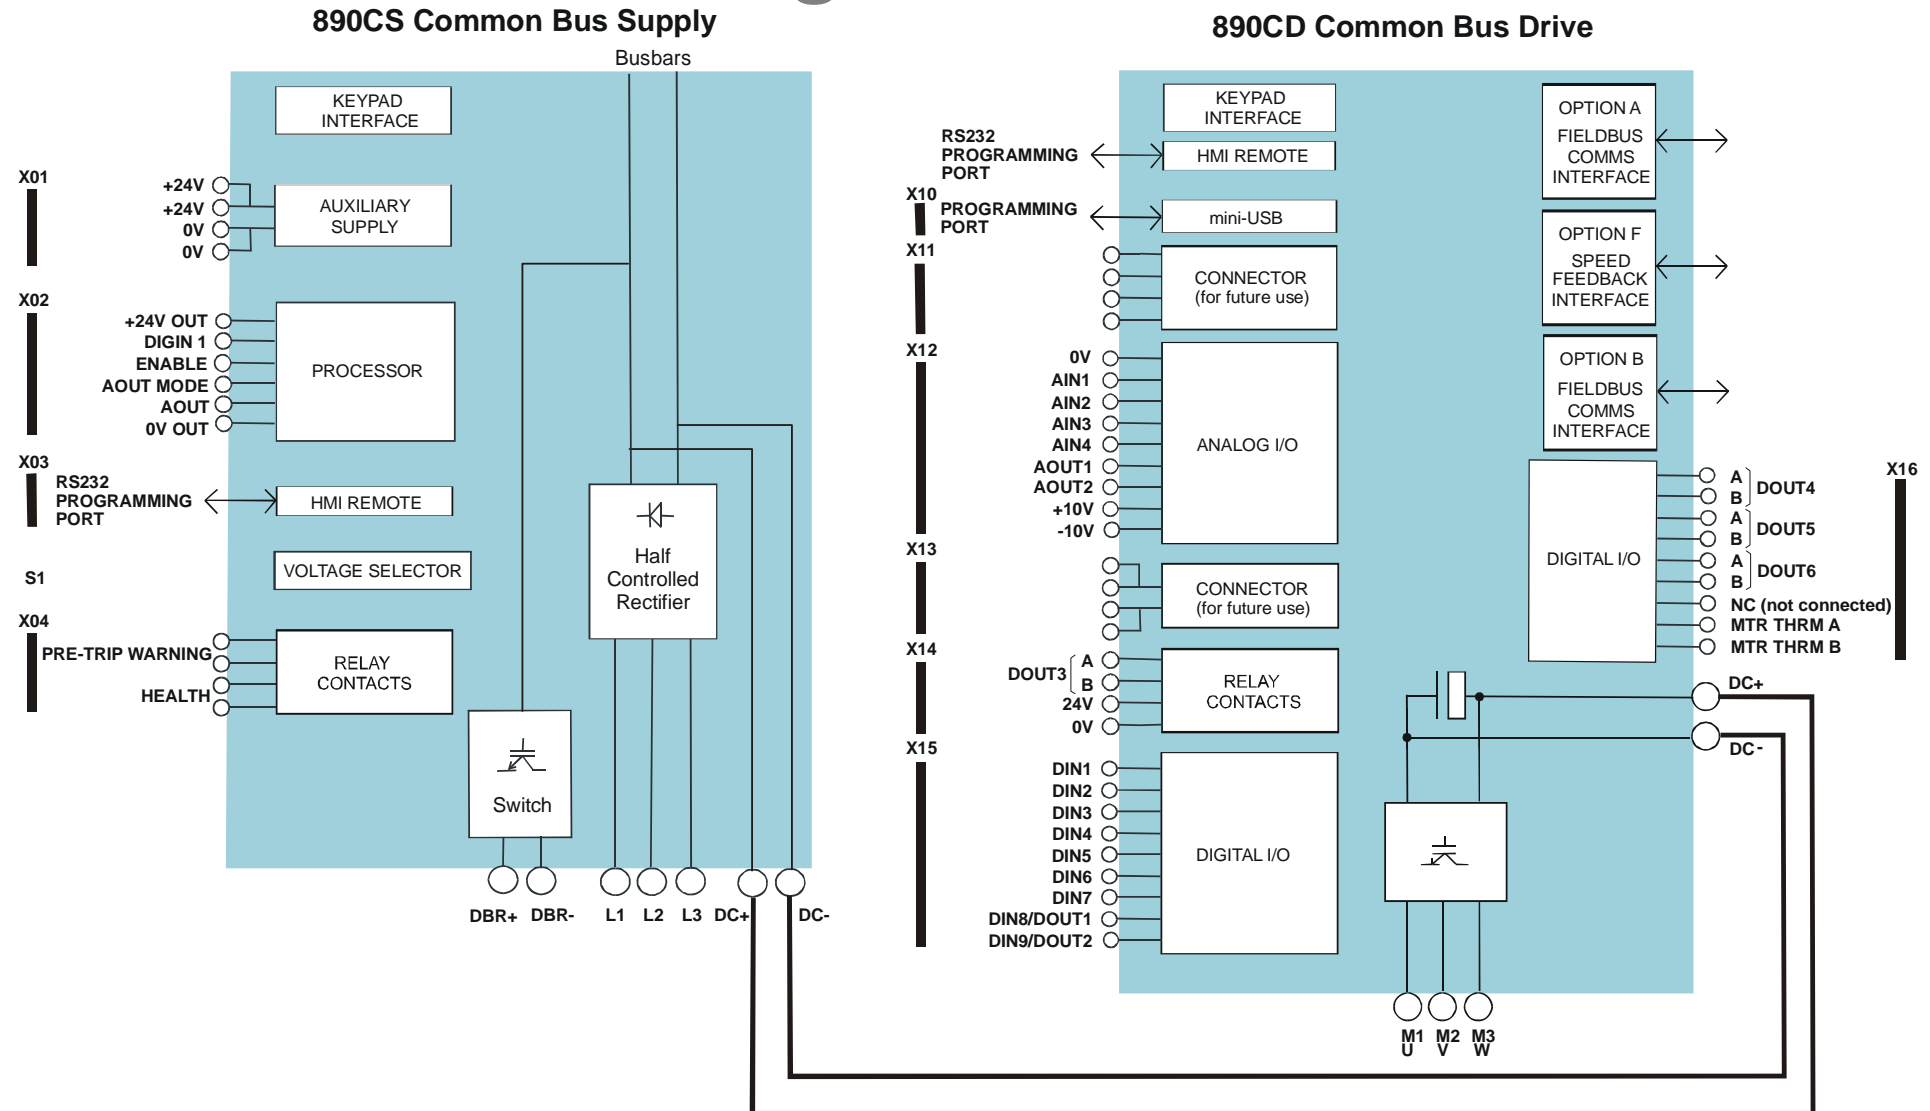 890CS Common Bus Supply
Busbars
KEYPAD
INTERFACE
X01
+24V
+24V
0V
0V
AUXILIARY
SUPPLY
X02
+24V OUT
DIGIN 1
ENABLE
AOUT MODE
AOUT
0V OUT
PROCESSOR
X03
RS232
PROGRAMMING
PORT
HMI REMOTE
S1
VOLTAGE SELECTOR
X04
PRE-TRIP WARNING
HEALTH
RELAY
CONTACTS
Half
Controlled
Rectifier
Switch
DBR+ DBR- L1 L2 L3 DC+ DC-
890CD Common Bus Drive
KEYPAD
INTERFACE
RS232
PROGRAMMING
PORT
HMI REMOTE
X10
PROGRAMMING
PORT
mini-USB
X11
CONNECTOR
(for future use)
X12
0V
AIN1
AIN2
AIN3
AIN4
AOUT1
AOUT2
+10V
-10V
ANALOG I/O
X13
CONNECTOR
(for future use)
X14
DOUT3
A
B
24V
0V
RELAY
CONTACTS
X15
DIN1
DIN2
DIN3
DIN4
DIN5
DIN6
DIN7
DIN8/DOUT1
DIN9/DOUT2
DIGITAL I/O
OPTION A
FIELDBUS
COMMS
INTERFACE
OPTION F
SPEED
FEEDBACK
INTERFACE
OPTION B
FIELDBUS
COMMS
INTERFACE
DIGITAL I/O
X16
A
B
DOUT4
A
B
DOUT5
A
B
DOUT6
NC (not connected)
MTR THRM A
MTR THRM B
DC+
DC-
M1 M2 M3
U V W